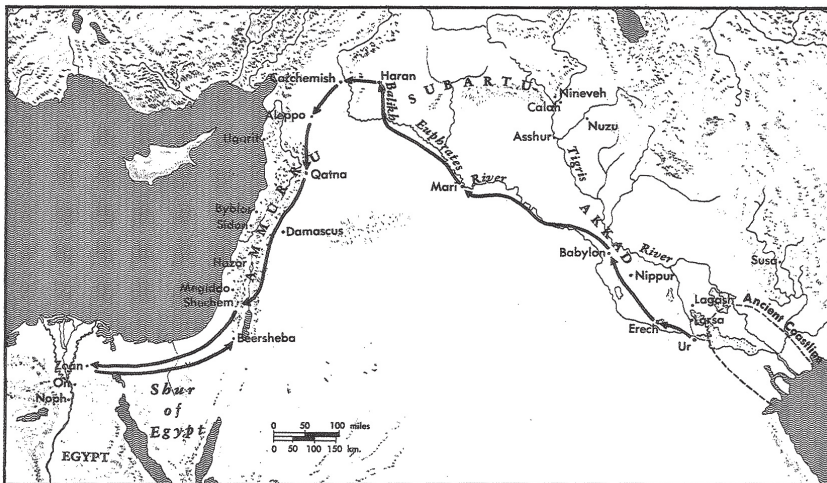 Carchemish
Haran
Balikh
SUBARTU
Nineveh
Calah
Aleppo
Nuzu
Asshur
Ugarit
Euphrates
Tigris
Qatna
Mari
River
AMMURRU
Byblos
Sidon
Damascus
AKKAD
River
Babylon
Hazor
Nippur
Susa
Megiddo
Shechem
Lagash
Ancient Coastline
Larsa
Erech
Ur
Beersheba
Zoan
On
Noph
Shur
of
Egypt
EGYPT
0 50 100 miles
0 50 100 150 km.